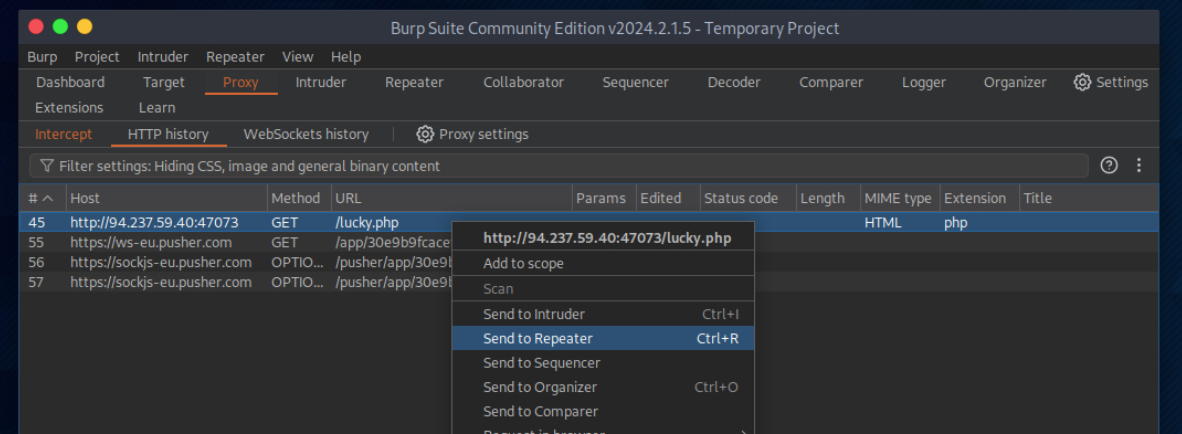 Burp Suite Community Edition v2024.2.1.5 - Temporary Project
Burp Project Intruder Repeater View Help
Dashboard Target Proxy Intruder Repeater Collaborator Sequencer Decoder Comparer Logger Organizer Settings
Extensions Learn
Intercept HTTP history WebSockets history Proxy settings
Filter settings: Hiding CSS, image and general binary content
# Host Method URL Params Edited Status code Length MIME type Extension Title
45 http://94.237.59.40:47073 GET /lucky.php HTML php
55 https://ws-eu.pusher.com GET /app/30e9b9fcace
56 https://sockjs-eu.pusher.com OPTIO... /pusher/app/30e9b
57 https://sockjs-eu.pusher.com OPTIO... /pusher/app/30e9b
http://94.237.59.40:47073/lucky.php
Add to scope
Scan
Send to Intruder Ctrl+I
Send to Repeater Ctrl+R
Send to Sequencer
Send to Organizer Ctrl+O
Send to Comparer
Request in browser